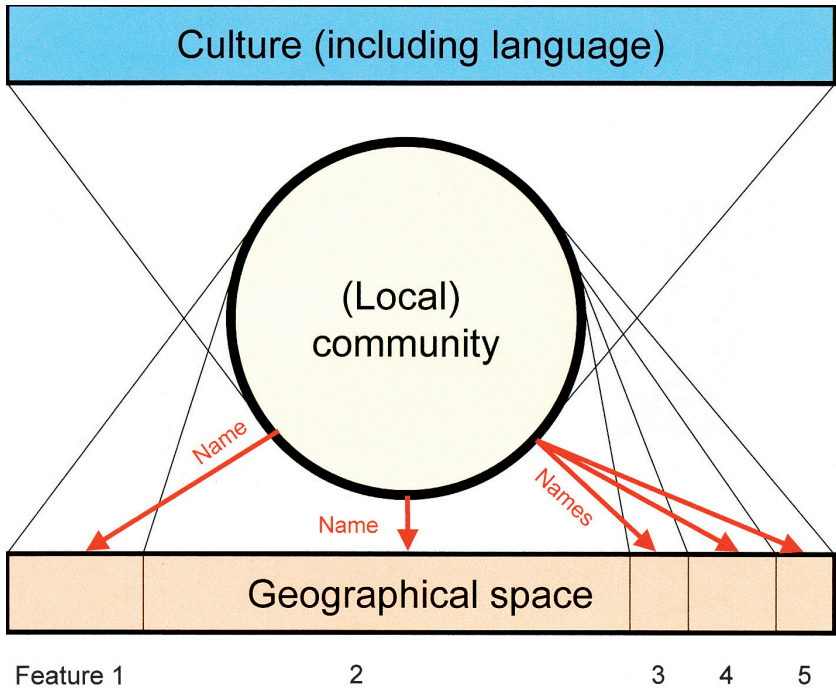 Culture (including language)
(Local)
community
Name
Name
Names
Geographical space
Feature 1
2
3
4
5